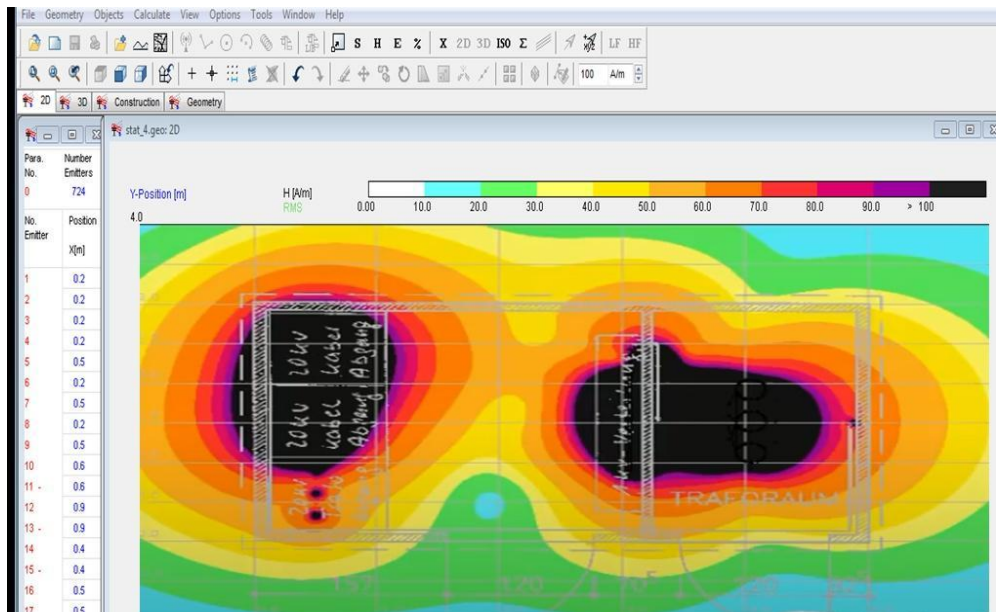 File Geometry Objects Calculate View Options Tools Window Help
S H E % X 2D 3D ISO Σ LF HF
100 A/m
2D 3D Construction Geometry
stat_4.geo: 2D
Para. Number
No. Emitters
0 724
No. Position
Emitter
X[m]
1 0.2
2 0.2
3 0.2
4 0.2
5 0.5
6 0.2
7 0.5
8 0.2
9 0.5
10 0.6
11 - 0.6
12 0.9
13 - 0.9
14 0.4
15 - 0.4
16 0.5
17 0.5
Y-Position [m]
H [A/m]
RMS
0.00 10.0 20.0 30.0 40.0 50.0 60.0 70.0 80.0 90.0 > 100
4.0
20kV Kabel Abgang
20kV Kabel Abgang
20kV
TRAFORAUM
120